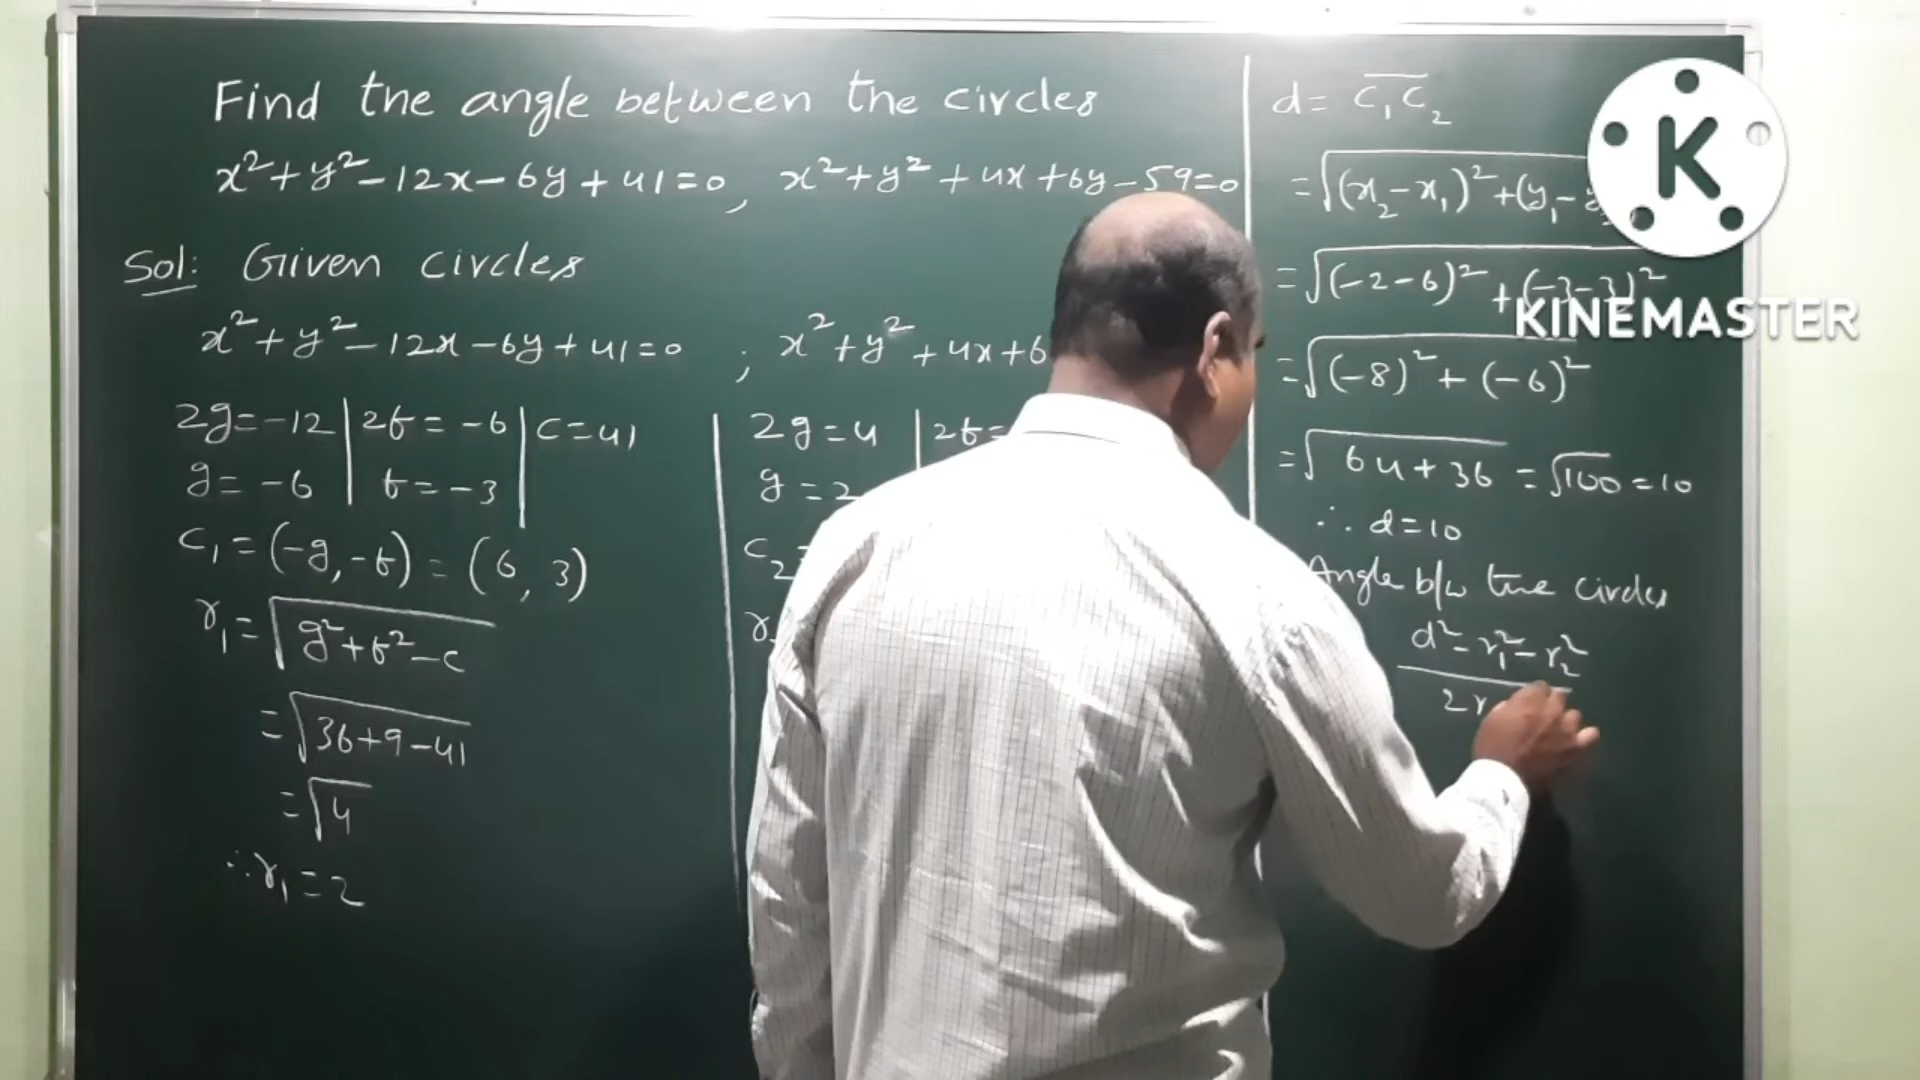 Find the angle between the circles
x²+y²-12x-6y+41=0, x²+y²+4x+6y-59=0
Sol: Given circles
x²+y²-12x-6y+41=0 ; x²+y²+4x+6
2g=-12 | 2f=-6 | c=41
g=-6 | f=-3
C₁=(-g,-f)=(6, 3)
r₁=√g²+f²-c
=√36+9-41
=√4
∴r₁=2
2g=4 | 2f=
g=2
C₂=
d= C₁C₂
=√(x₂-x₁)²+(y₁-
=√(-2-6)²+(-3-3)²
=√(-8)²+(-6)²
=√64+36 =√100=10
∴ d=10
Angle b/w the circles
d²-r₁²-r₂²
2r
K
KINEMASTER